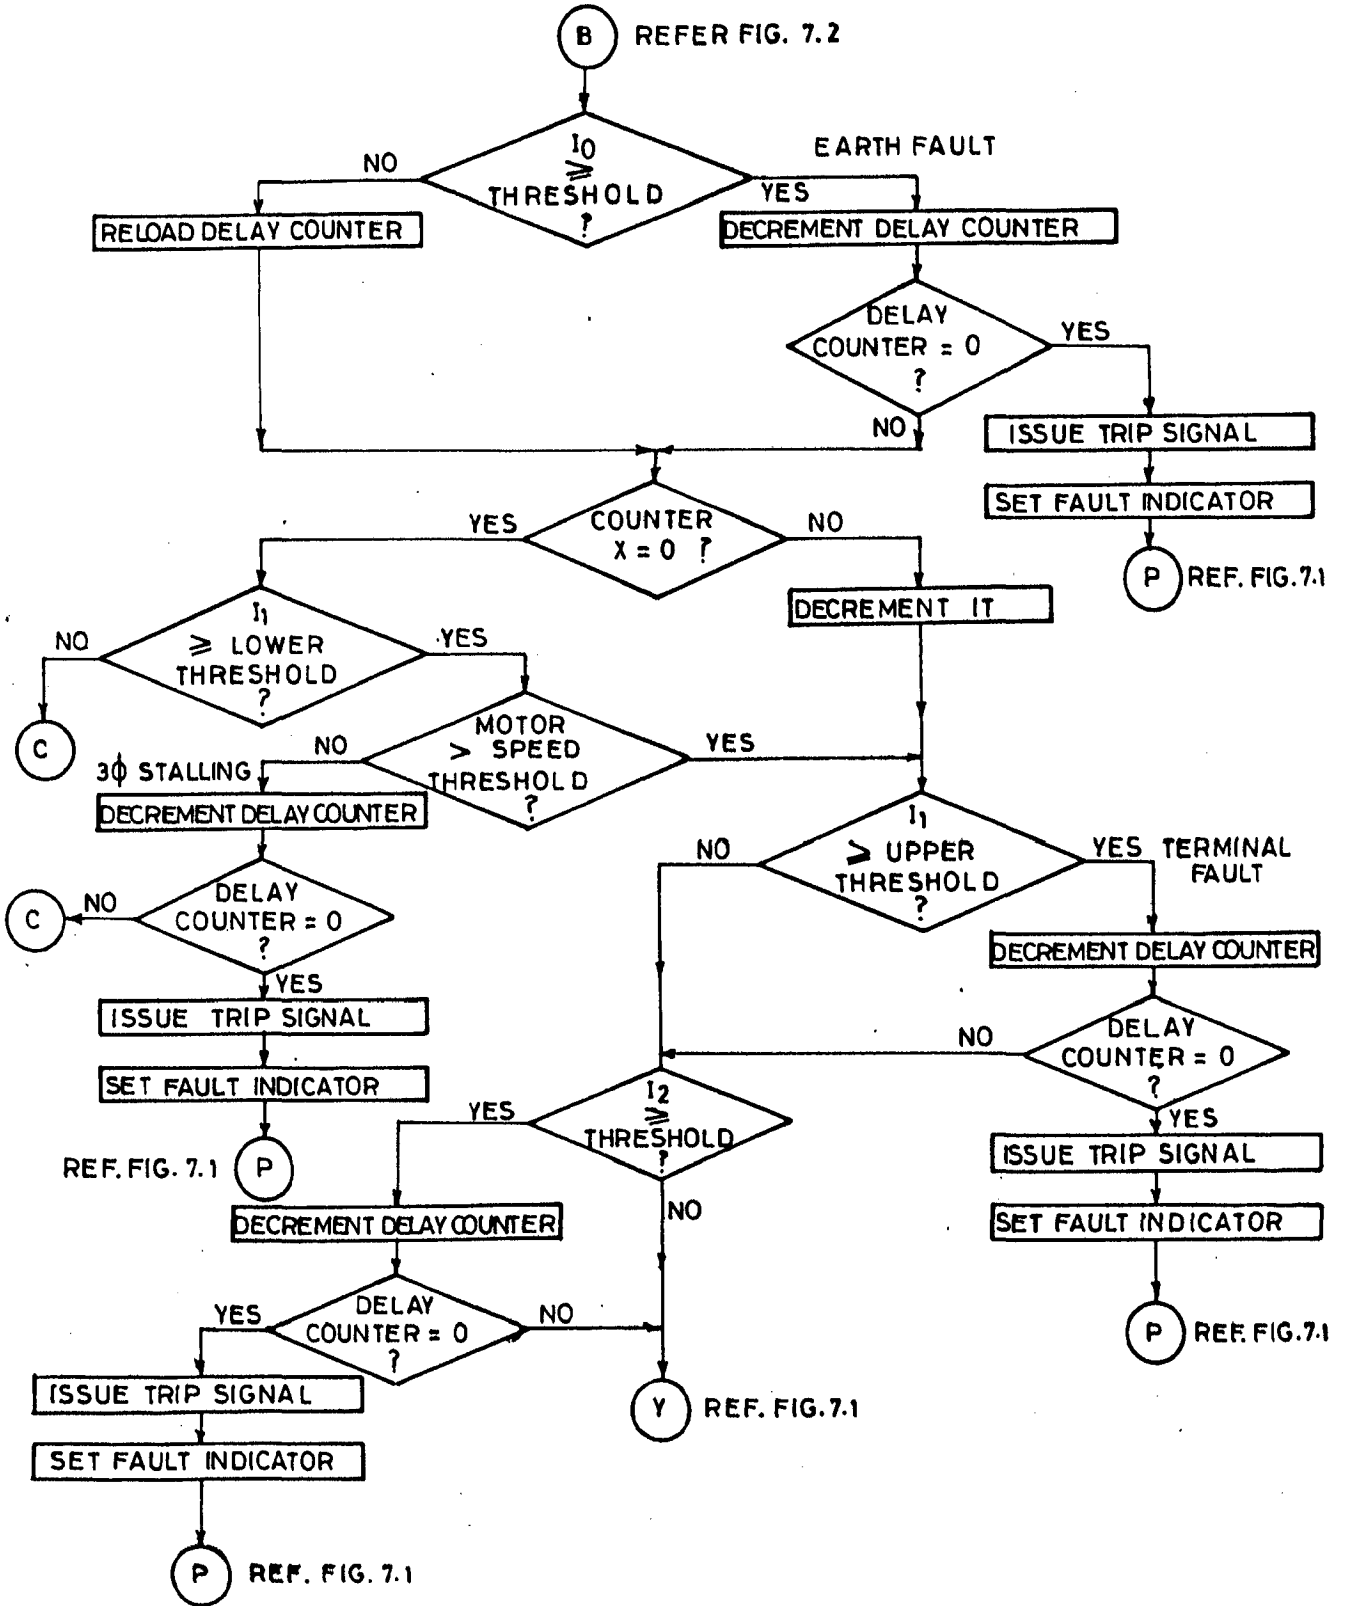 B REFER FIG. 7.2
I0
≥
THRESHOLD
?
NO
EARTH FAULT
YES
RELOAD DELAY COUNTER
DECREMENT DELAY COUNTER
DELAY
COUNTER = 0
?
YES
NO
ISSUE TRIP SIGNAL
SET FAULT INDICATOR
P REF. FIG. 7.1
COUNTER
X = 0 ?
YES
NO
DECREMENT IT
I1
≥ LOWER
THRESHOLD
?
NO
YES
C
MOTOR
> SPEED
THRESHOLD
?
NO
YES
3ϕ STALLING
DECREMENT DELAY COUNTER
DELAY
COUNTER = 0
?
NO
C
YES
ISSUE TRIP SIGNAL
SET FAULT INDICATOR
REF. FIG. 7.1 P
I1
≥ UPPER
THRESHOLD
?
NO
YES TERMINAL
FAULT
DECREMENT DELAY COUNTER
DELAY
COUNTER = 0
?
NO
YES
ISSUE TRIP SIGNAL
SET FAULT INDICATOR
P REF. FIG. 7.1
I2
≥
THRESHOLD
?
YES
NO
DECREMENT DELAY COUNTER
DELAY
COUNTER = 0
?
YES
NO
ISSUE TRIP SIGNAL
SET FAULT INDICATOR
Y REF. FIG. 7.1
P REF. FIG. 7.1